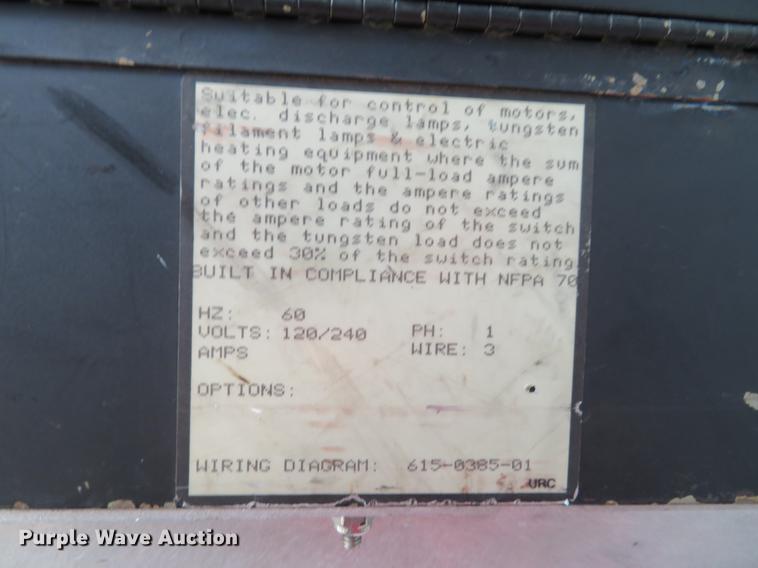 Suitable for control of motors,
elec. discharge lamps, tungsten
filament lamps & electric
heating equipment where the sum
of the motor full-load ampere
ratings and the ampere ratings
of other loads do not exceed
the ampere rating of the switch
and the tungsten load does not
exceed 30% of the switch rating.
BUILT IN COMPLIANCE WITH NFPA 70
HZ: 60
VOLTS: 120/240 PH: 1
AMPS WIRE: 3
OPTIONS:
WIRING DIAGRAM: 615-0385-01
URC
Purple Wave Auction